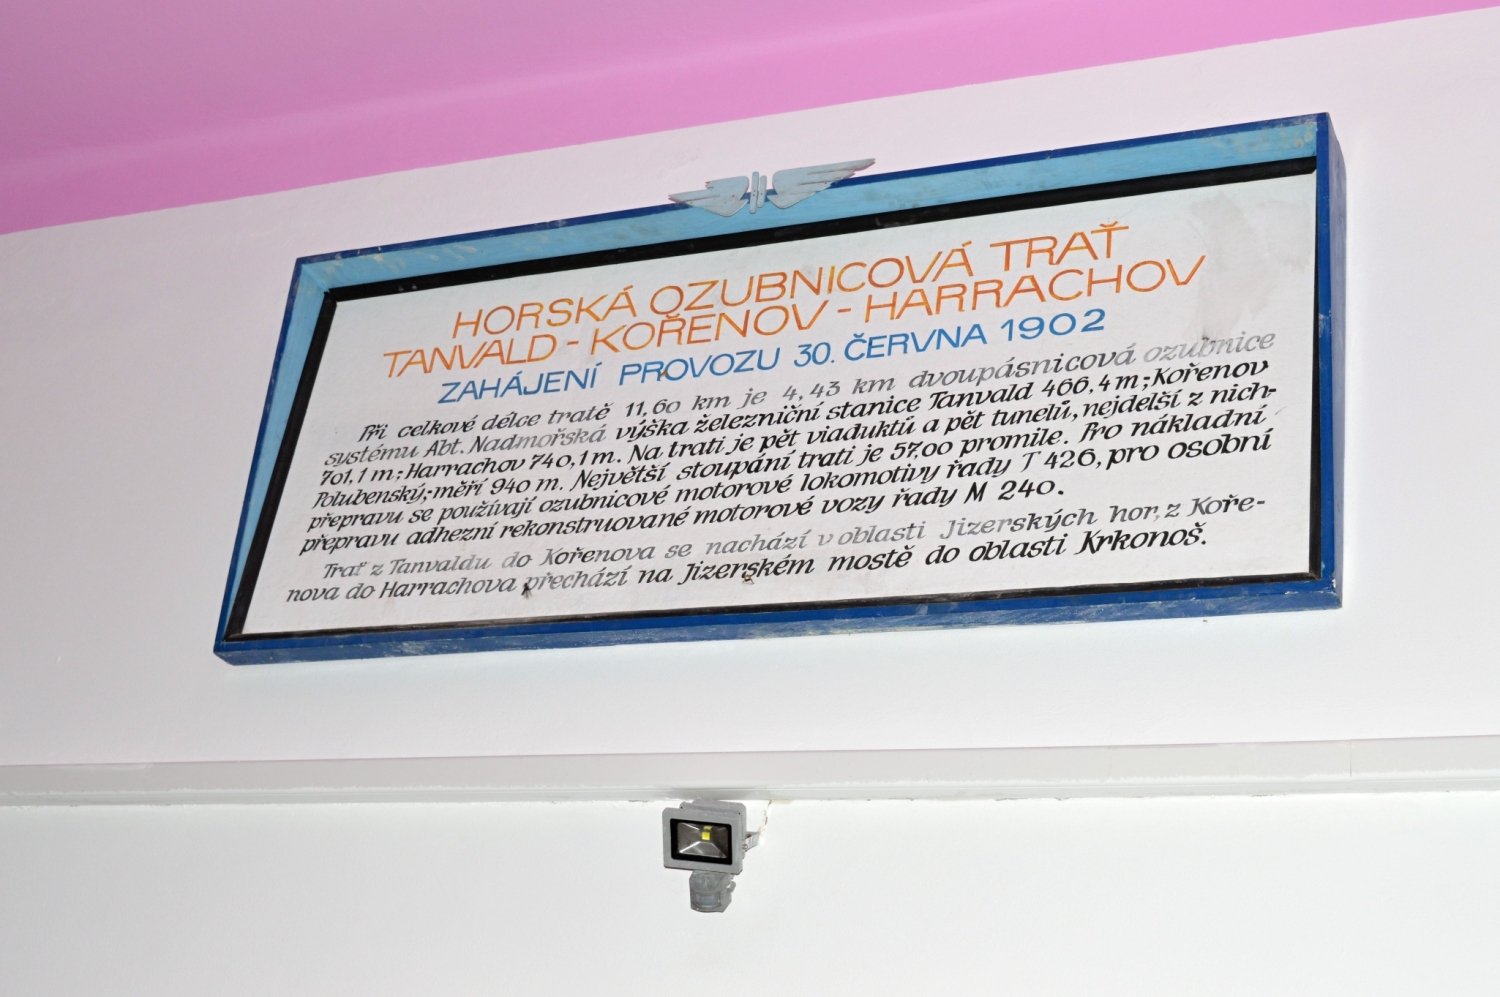 HORSKÁ OZUBNICOVÁ TRAŤ
TANVALD - KOŘENOV - HARRACHOV
ZAHÁJENÍ PROVOZU 30. ČERVNA 1902
Při celkové délce tratě 11,60 km je 4,43 km dvoupásnicová ozubnice
systému Abt. Nadmořská výška železniční stanice Tanvald 466,4 m; Kořenov
701,1 m; Harrachov 740,1 m. Na trati je pět viaduktů a pět tunelů, nejdelší z nich-
Polubenský,- měří 940 m. Největší stoupání trati je 57,00 promile. Pro nákladní
přepravu se používají ozubnicové motorové lokomotivy řady T 426, pro osobní
přepravu adhezní rekonstruované motorové vozy řady M 240.
Trať z Tanvaldu do Kořenova se nachází v oblasti Jizerských hor, z Koře-
nova do Harrachova přechází na Jizerském mostě do oblasti Krkonoš.